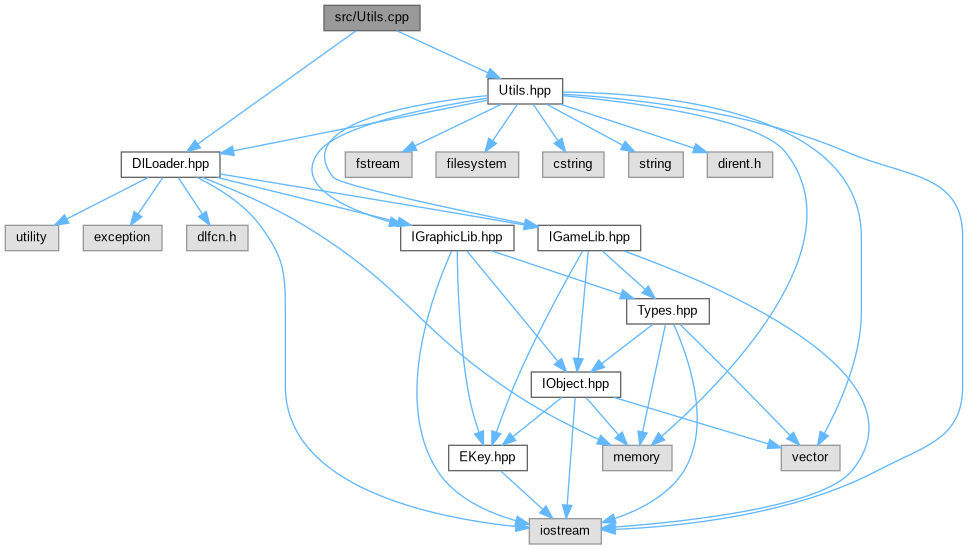 src/Utils.cpp
Utils.hpp
DlLoader.hpp
fstream
filesystem
cstring
string
dirent.h
utility
exception
dlfcn.h
IGraphicLib.hpp
IGameLib.hpp
Types.hpp
IObject.hpp
EKey.hpp
memory
vector
iostream